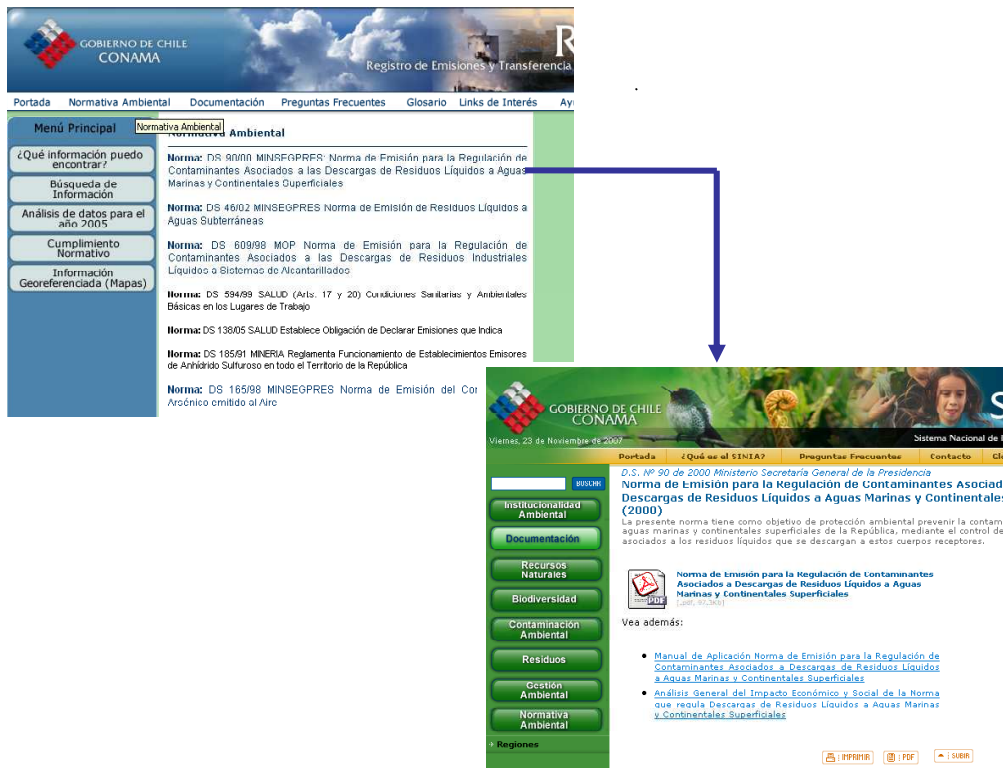 GOBIERNO DE CHILE
CONAMA
R
Registro de Emisiones y Transferencia
Portada Normativa Ambiental Documentación Preguntas Frecuentes Glosario Links de Interés Ay
Menú Principal
¿Qué información puedo
encontrar?
Búsqueda de
Información
Análisis de datos para el
año 2005
Cumplimiento
Normativo
Información
Georeferenciada (Mapas)
Normativa Ambiental
Normativa Ambiental
Norma: DS 90/00 MINSEGPRES: Norma de Emisión para la Regulación de
Contaminantes Asociados a las Descargas de Residuos Líquidos a Aguas
Marinas y Continentales Superficiales
Norma: DS 46/02 MINSEGPRES Norma de Emisión de Residuos Líquidos a
Aguas Subterráneas
Norma: DS 609/98 MOP Norma de Emisión para la Regulación de
Contaminantes Asociados a las Descargas de Residuos Industriales
Líquidos a Sistemas de Alcantarillados
Norma: DS 594/99 SALUD (Arts. 17 y 20) Condiciones Sanitarias y Ambientales
Básicas en los Lugares de Trabajo
Norma: DS 138/05 SALUD Establece Obligación de Declarar Emisiones que Indica
Norma: DS 185/91 MINERIA Reglamenta Funcionamiento de Establecimientos Emisores
de Anhídrido Sulfuroso en todo el Territorio de la República
Norma: DS 165/98 MINSEGPRES Norma de Emisión del Cor
Arsénico emitido al Aire
.
GOBIERNO DE CHILE
CONAMA
S
Viernes, 23 de Noviembre de 2007
Sistema Nacional de I
Portada ¿Qué es el SINIA? Preguntas Frecuentes Contacto Glo
BUSCAR
Institucionalidad
Ambiental
Documentación
Recursos
Naturales
Biodiversidad
Contaminación
Ambiental
Residuos
Gestión
Ambiental
Normativa
Ambiental
Regiones
D.S. Nº 90 de 2000 Ministerio Secretaría General de la Presidencia
Norma de Emisión para la Regulación de Contaminantes Asociad
Descargas de Residuos Líquidos a Aguas Marinas y Continentales
(2000)
La presente norma tiene como objetivo de protección ambiental prevenir la contam
aguas marinas y continentales superficiales de la República, mediante el control de
asociados a los residuos líquidos que se descargan a estos cuerpos receptores.
PDF
Norma de Emisión para la Regulación de Contaminantes
Asociados a Descargas de Residuos Líquidos a Aguas
Marinas y Continentales Superficiales
Vea además:
Manual de Aplicación Norma de Emisión para la Regulación de
Contaminantes Asociados a Descargas de Residuos Líquidos
a Aguas Marinas y Continentales Superficiales
Análisis General del Impacto Económico y Social de la Norma
que regula Descargas de Residuos Líquidos a Aguas Marinas
y Continentales Superficiales
IMPRIMIR PDF SUBIR